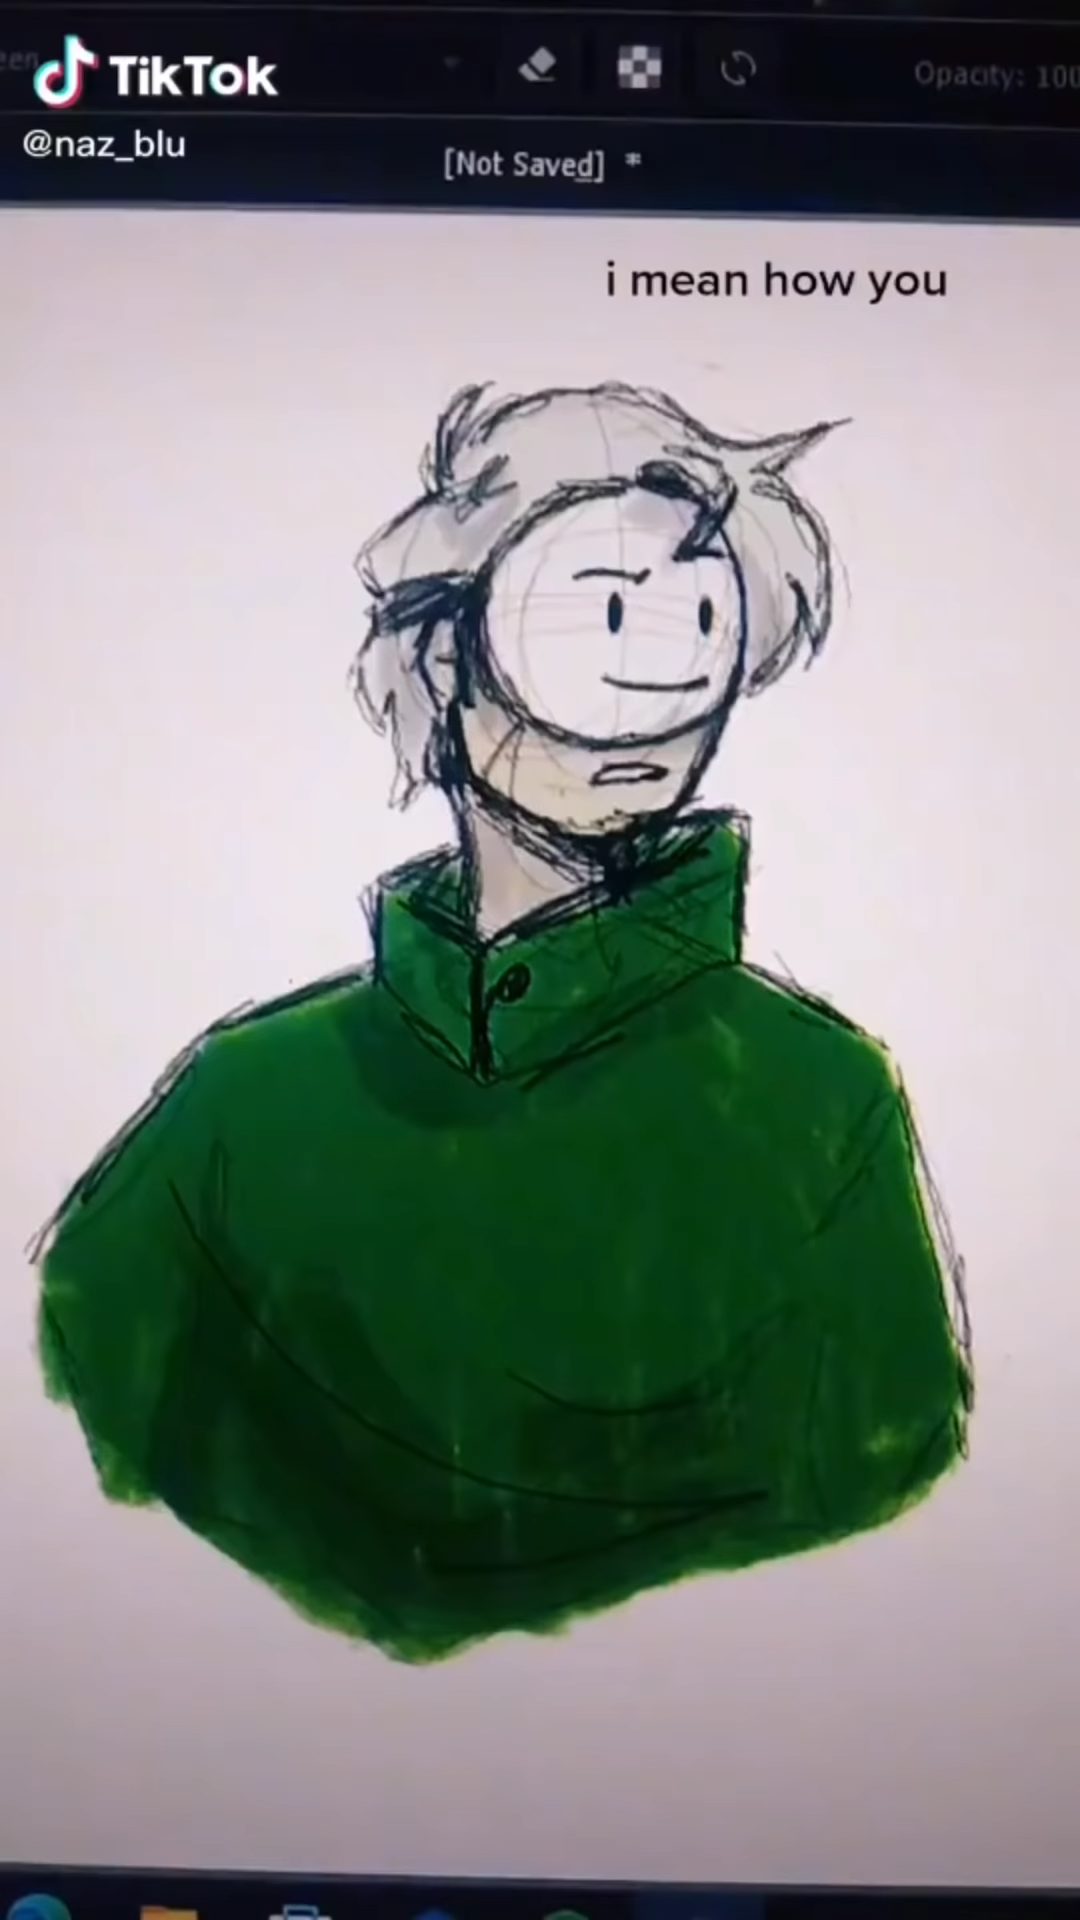 TikTok
@naz_blu
Opacity: 100
[Not Saved] *
i mean how you